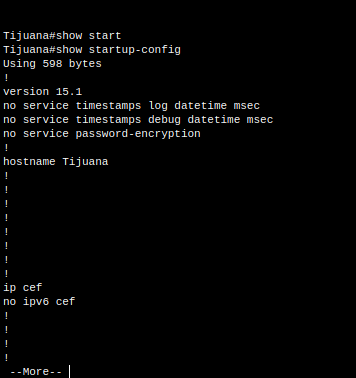 Tijuana#show start
Tijuana#show startup-config
Using 598 bytes
!
version 15.1
no service timestamps log datetime msec
no service timestamps debug datetime msec
no service password-encryption
!
hostname Tijuana
!
!
!
!
!
!
!
!
ip cef
no ipv6 cef
!
!
!
!
--More--